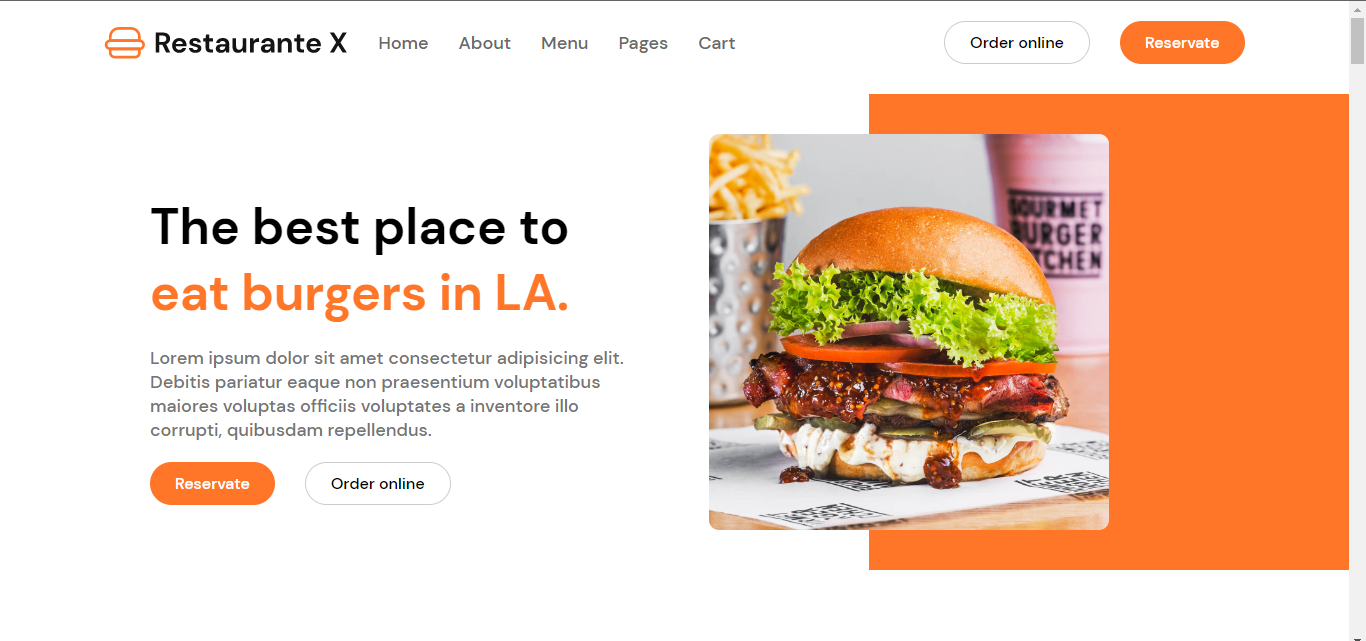 Restaurante X
Home
About
Menu
Pages
Cart
Order online
Reservate
The best place to
eat burgers in LA.
Lorem ipsum dolor sit amet consectetur adipisicing elit.
Debitis pariatur eaque non praesentium voluptatibus
maiores voluptas officiis voluptates a inventore illo
corrupti, quibusdam repellendus.
Reservate
Order online
GOURMET
BURGER
KITCHEN